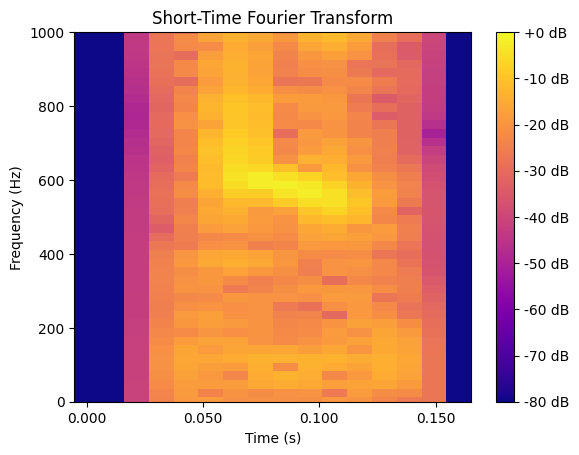 Short-Time Fourier Transform
1000
800
600
400
200
0
Frequency (Hz)
0.000
0.050
0.100
0.150
Time (s)
+0 dB
-10 dB
-20 dB
-30 dB
-40 dB
-50 dB
-60 dB
-70 dB
-80 dB